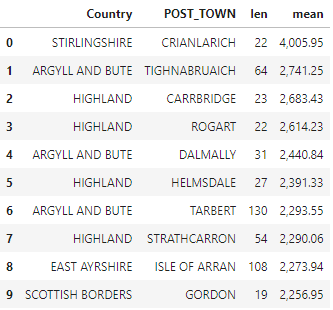 Country POST_TOWN len mean
0 STIRLINGSHIRE CRIANLARICH 22 4,005.95
1 ARGYLL AND BUTE TIGHNABRUAICH 64 2,741.25
2 HIGHLAND CARRBRIDGE 23 2,683.43
3 HIGHLAND ROGART 22 2,614.23
4 ARGYLL AND BUTE DALMALLY 31 2,440.84
5 HIGHLAND HELMSDALE 27 2,391.33
6 ARGYLL AND BUTE TARBERT 130 2,293.55
7 HIGHLAND STRATHCARRON 54 2,290.06
8 EAST AYRSHIRE ISLE OF ARRAN 108 2,273.94
9 SCOTTISH BORDERS GORDON 19 2,256.95